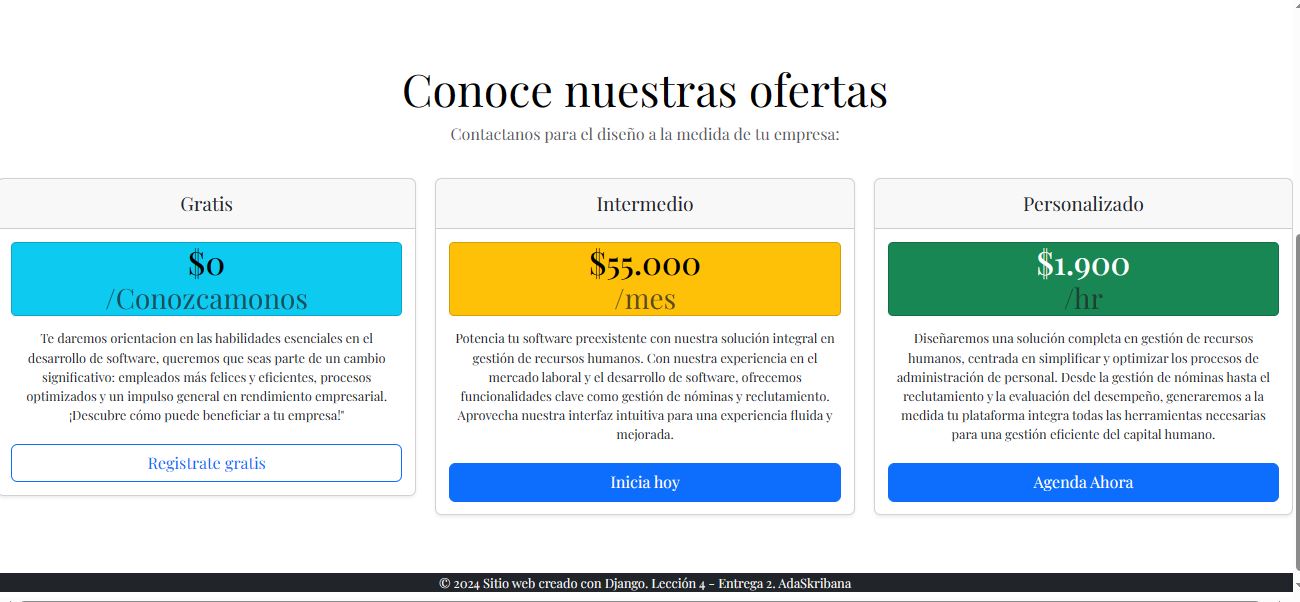 Conoce nuestras ofertas
Contactanos para el diseño a la medida de tu empresa:
Gratis
$0
/Conozcamonos
Te daremos orientacion en las habilidades esenciales en el
desarrollo de software, queremos que seas parte de un cambio
significativo: empleados más felices y eficientes, procesos
optimizados y un impulso general en rendimiento empresarial.
¡Descubre cómo puede beneficiar a tu empresa!"
Registrate gratis
Intermedio
$55.000
/mes
Potencia tu software preexistente con nuestra solución integral en
gestión de recursos humanos. Con nuestra experiencia en el
mercado laboral y el desarrollo de software, ofrecemos
funcionalidades clave como gestión de nóminas y reclutamiento.
Aprovecha nuestra interfaz intuitiva para una experiencia fluida y
mejorada.
Inicia hoy
Personalizado
$1.900
/hr
Diseñaremos una solución completa en gestión de recursos
humanos, centrada en simplificar y optimizar los procesos de
administración de personal. Desde la gestión de nóminas hasta el
reclutamiento y la evaluación del desempeño, generaremos a la
medida tu plataforma integra todas las herramientas necesarias
para una gestión eficiente del capital humano.
Agenda Ahora
© 2024 Sitio web creado con Django. Lección 4 - Entrega 2. AdaSkribana